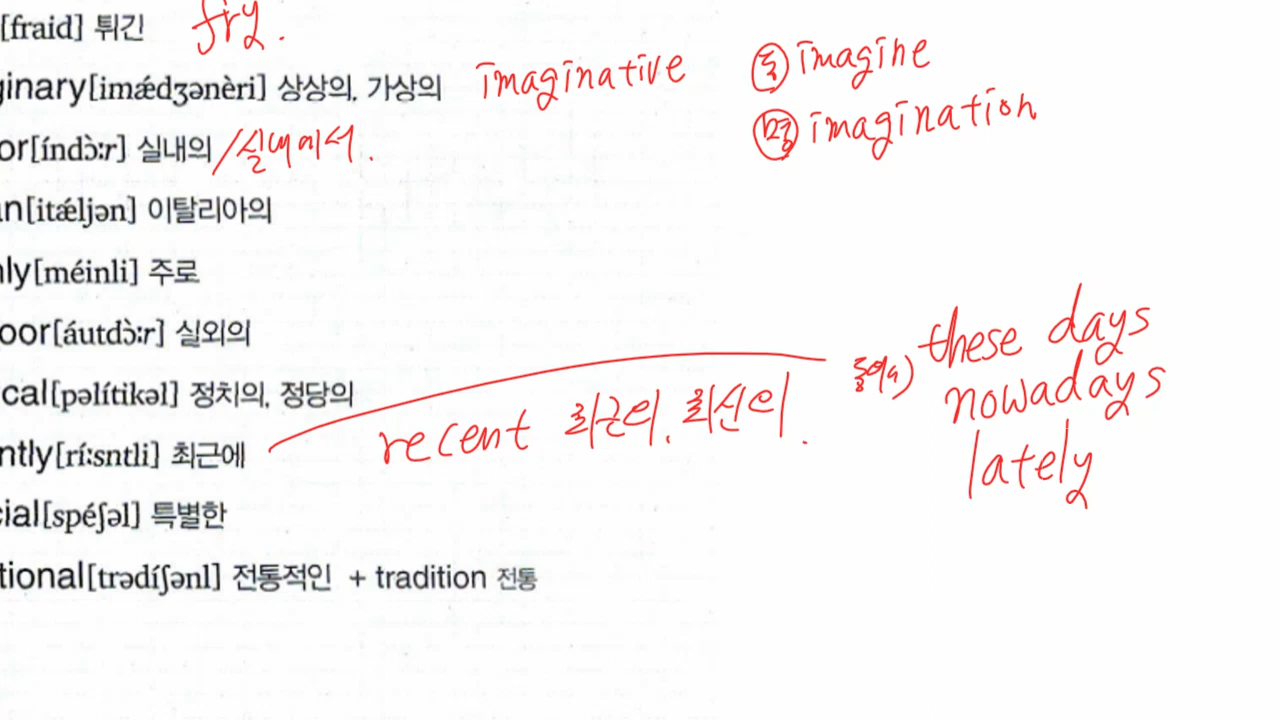 [fraid] 튀긴 fry.
ginary[imǽdʒənèri] 상상의, 가상의 imaginative 동 imagine
명 imagination
or[índɔ̀ːr] 실내의 /실내에서.
an[itǽljən] 이탈리아의
nly[méinli] 주로
oor[áutdɔ̀ːr] 실외의
these days
ical[pəlítikəl] 정치의, 정당의
nowadays
recent 최근의, 최신의.
ntly[ríːsntli] 최근에
lately
cial[spéʃəl] 특별한
tional[trədíʃənl] 전통적인 + tradition 전통